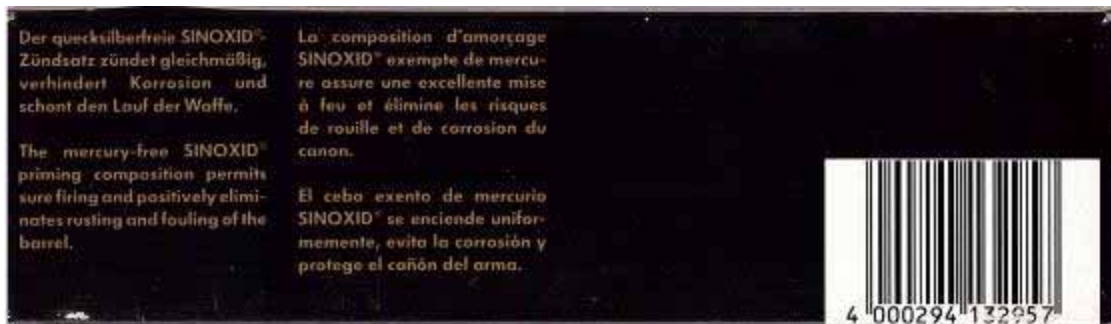 Der quecksilberfreie SINOXID®-
Zündsatz zündet gleichmäßig,
verhindert Korrosion und
schont den Lauf der Waffe.
The mercury-free SINOXID®
priming composition permits
sure firing and positively elimi-
nates rusting and fouling of the
barrel.
La composition d'amorçage
SINOXID® exempte de mercu-
re assure une excellente mise
à feu et élimine les risques
de rouille et de corrosion du
canon.
El cebo exento de mercurio
SINOXID® se enciende unifor-
memente, evita la corrosión y
protege el cañón del arma.
4 000294 132957